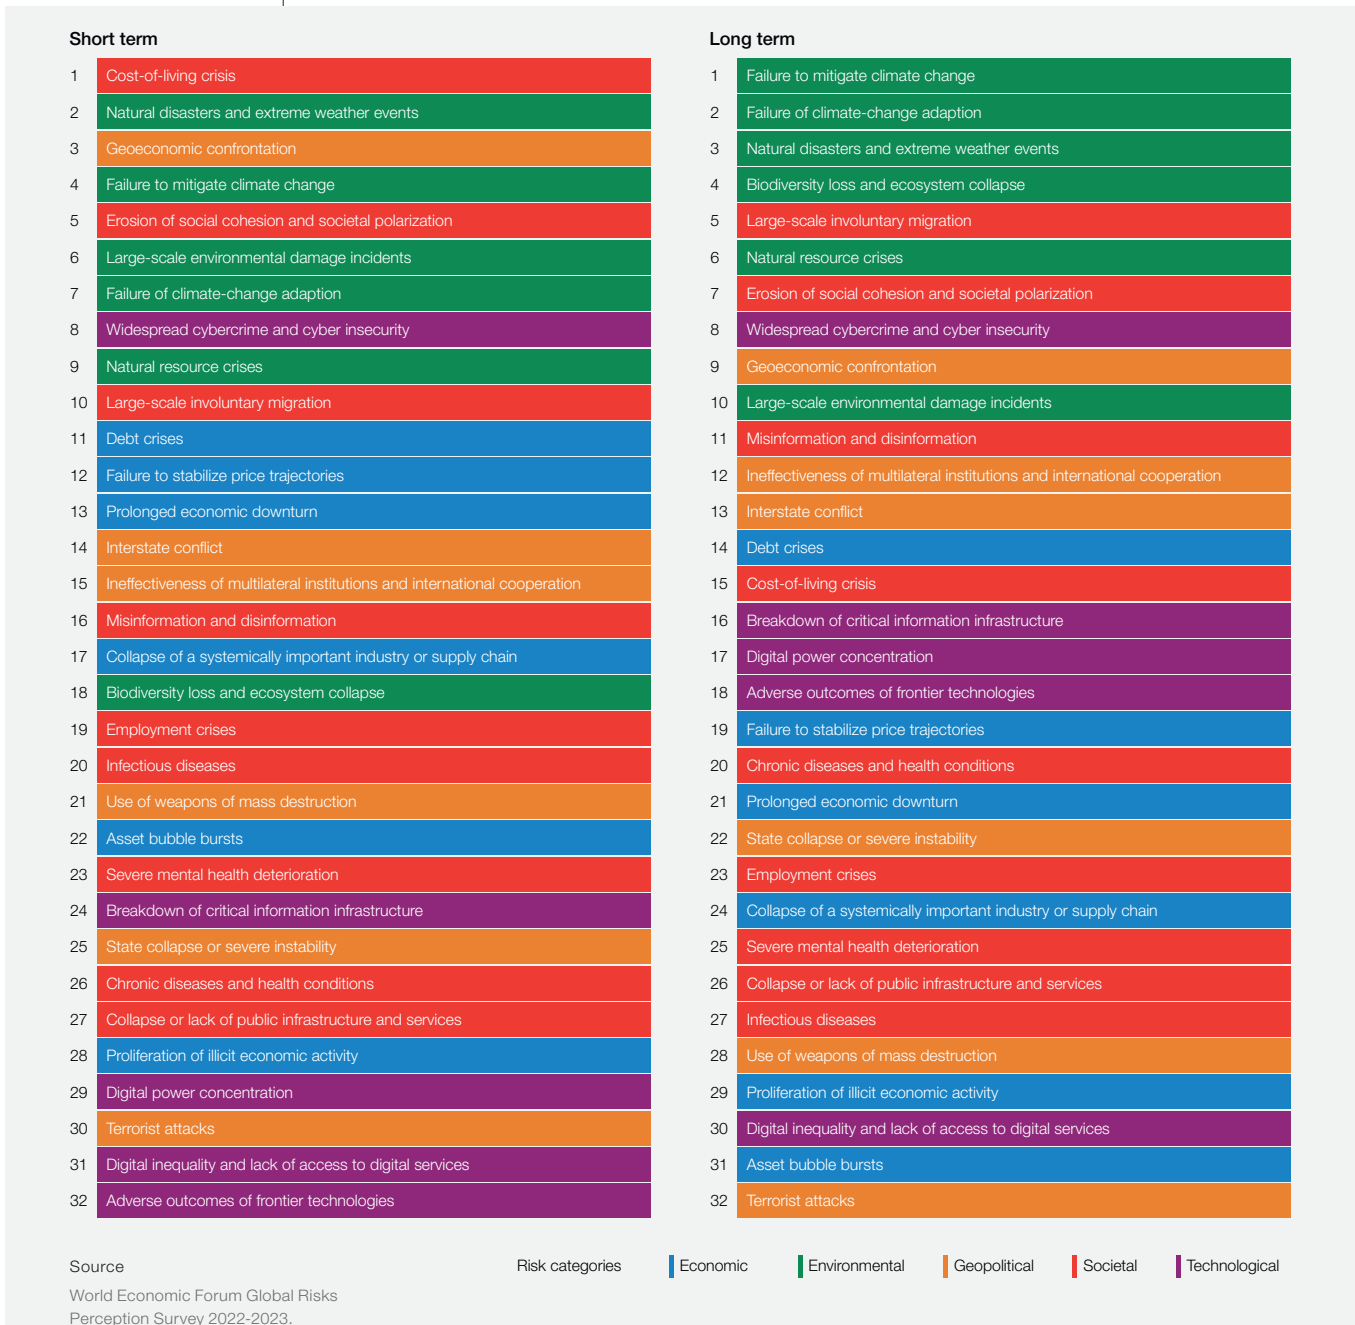 Short term
1 Cost-of-living crisis
2 Natural disasters and extreme weather events
3 Geoeconomic confrontation
4 Failure to mitigate climate change
5 Erosion of social cohesion and societal polarization
6 Large-scale environmental damage incidents
7 Failure of climate-change adaption
8 Widespread cybercrime and cyber insecurity
9 Natural resource crises
10 Large-scale involuntary migration
11 Debt crises
12 Failure to stabilize price trajectories
13 Prolonged economic downturn
14 Interstate conflict
15 Ineffectiveness of multilateral institutions and international cooperation
16 Misinformation and disinformation
17 Collapse of a systemically important industry or supply chain
18 Biodiversity loss and ecosystem collapse
19 Employment crises
20 Infectious diseases
21 Use of weapons of mass destruction
22 Asset bubble bursts
23 Severe mental health deterioration
24 Breakdown of critical information infrastructure
25 State collapse or severe instability
26 Chronic diseases and health conditions
27 Collapse or lack of public infrastructure and services
28 Proliferation of illicit economic activity
29 Digital power concentration
30 Terrorist attacks
31 Digital inequality and lack of access to digital services
32 Adverse outcomes of frontier technologies
Long term
1 Failure to mitigate climate change
2 Failure of climate-change adaption
3 Natural disasters and extreme weather events
4 Biodiversity loss and ecosystem collapse
5 Large-scale involuntary migration
6 Natural resource crises
7 Erosion of social cohesion and societal polarization
8 Widespread cybercrime and cyber insecurity
9 Geoeconomic confrontation
10 Large-scale environmental damage incidents
11 Misinformation and disinformation
12 Ineffectiveness of multilateral institutions and international cooperation
13 Interstate conflict
14 Debt crises
15 Cost-of-living crisis
16 Breakdown of critical information infrastructure
17 Digital power concentration
18 Adverse outcomes of frontier technologies
19 Failure to stabilize price trajectories
20 Chronic diseases and health conditions
21 Prolonged economic downturn
22 State collapse or severe instability
23 Employment crises
24 Collapse of a systemically important industry or supply chain
25 Severe mental health deterioration
26 Collapse or lack of public infrastructure and services
27 Infectious diseases
28 Use of weapons of mass destruction
29 Proliferation of illicit economic activity
30 Digital inequality and lack of access to digital services
31 Asset bubble bursts
32 Terrorist attacks
Source
World Economic Forum Global Risks
Perception Survey 2022-2023.
Risk categories Economic Environmental Geopolitical Societal Technological